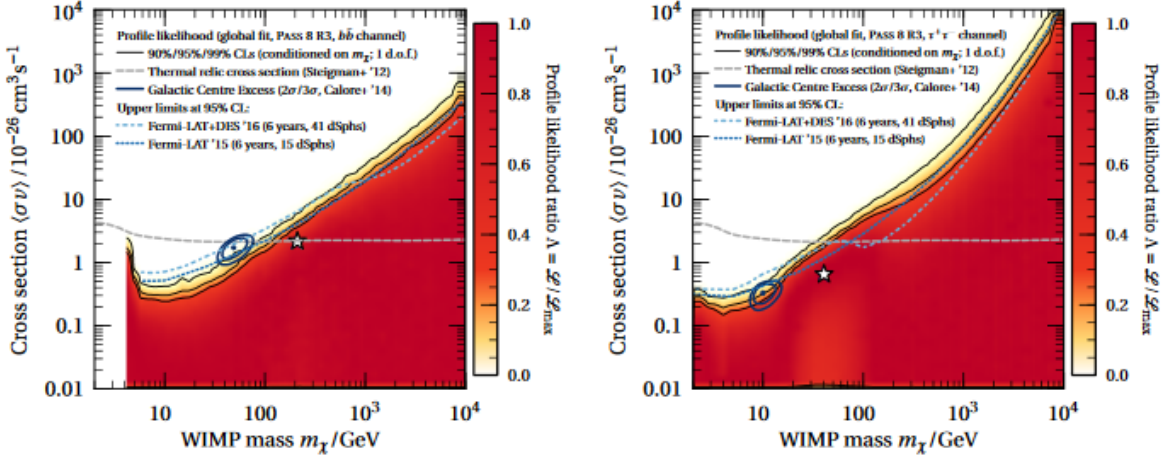 Profile likelihood (global fit, PASS 8 R3, bb̄ channel)
90%/95%/99% CLs (conditioned on mχ; 1 d.o.f.)
Thermal relic cross section (Steigman+ '12)
Galactic Centre Excess (2σ/3σ, Calore+ '14)
Upper limits at 95% CL:
Fermi-LAT+DES '16 (6 years, 41 dSphs)
Fermi-LAT '15 (6 years, 15 dSphs)
Cross section ⟨σv⟩ / 10⁻²⁶ cm³ s⁻¹
10⁴
10³
100
10
1
0.1
0.01
10
100
10³
10⁴
WIMP mass mχ/GeV
1.0
0.8
0.6
0.4
0.2
0.0
Profile likelihood ratio Λ = ℒ/ℒmax
Profile likelihood (global fit, PASS 8 R3, τ⁺τ⁻ channel)
90%/95%/99% CLs (conditioned on mχ; 1 d.o.f.)
Thermal relic cross section (Steigman+ '12)
Galactic Centre Excess (2σ/3σ, Calore+ '14)
Upper limits at 95% CL:
Fermi-LAT+DES '16 (6 years, 41 dSphs)
Fermi-LAT '15 (6 years, 15 dSphs)
Cross section ⟨σv⟩ / 10⁻²⁶ cm³ s⁻¹
10⁴
10³
100
10
1
0.1
0.01
10
100
10³
10⁴
WIMP mass mχ/GeV
1.0
0.8
0.6
0.4
0.2
0.0
Profile likelihood ratio Λ = ℒ/ℒmax